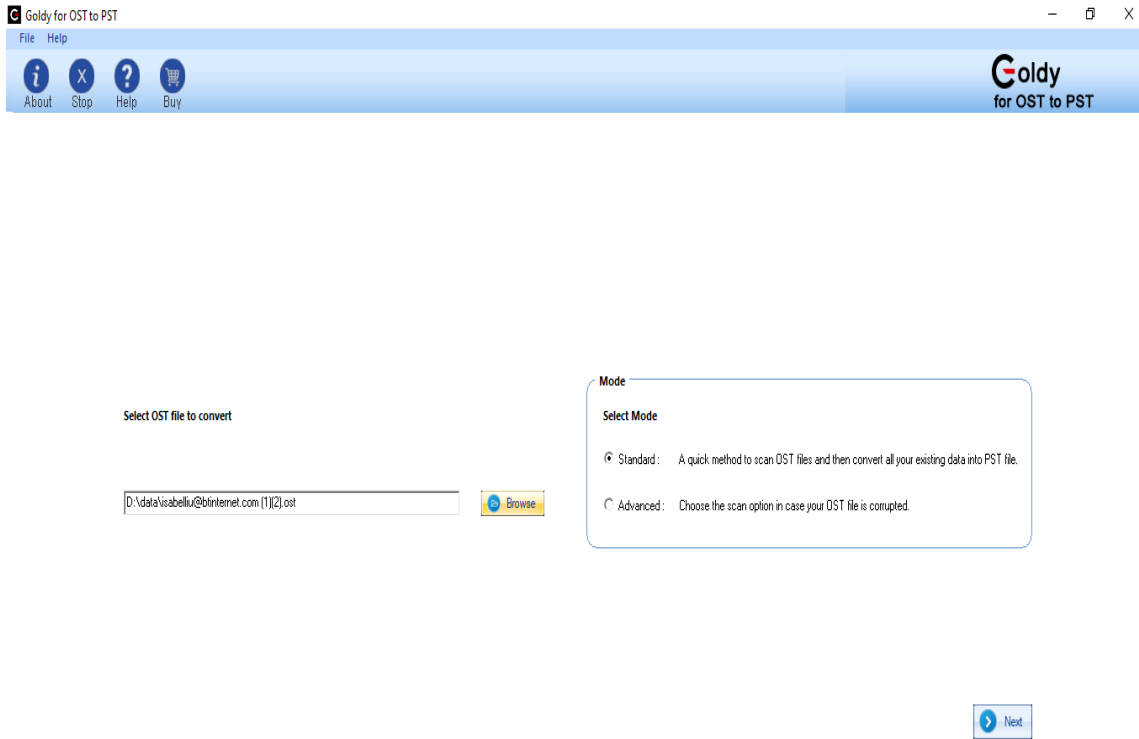 Goldy for OST to PST
File Help
About Stop Help Buy
Goldy
for OST to PST
Mode
Select OST file to convert
Select Mode
Standard : A quick method to scan OST files and then convert all your existing data into PST file.
D:\data\isabelliu@btinternet.com (1)(2).ost
Browse
Advanced : Choose the scan option in case your OST file is corrupted.
Next